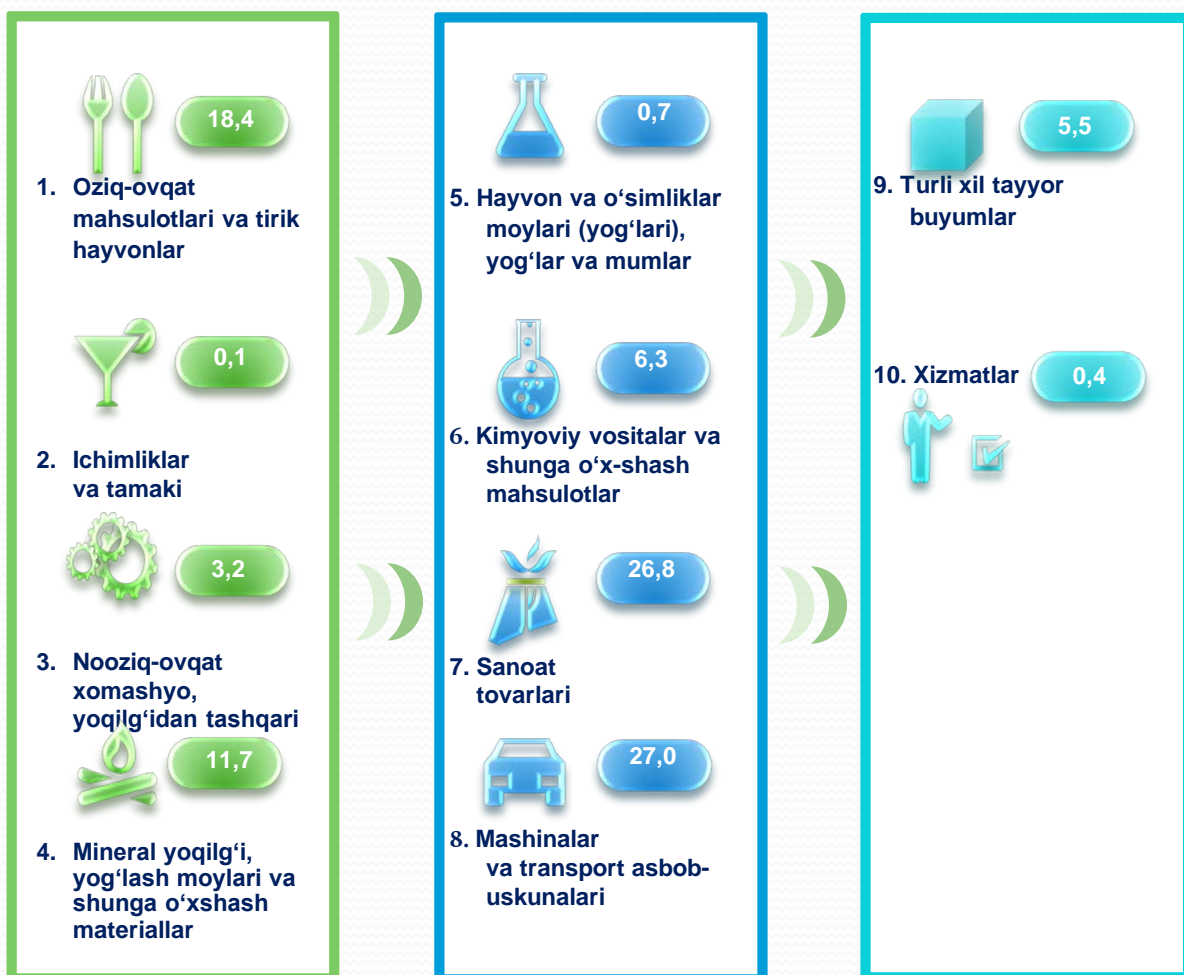 18,4
1. Oziq-ovqat
mahsulotlari va tirik
hayvonlar
0,1
2. Ichimliklar
va tamaki
3,2
3. Nooziq-ovqat
xomashyo,
yoqilg‘idan tashqari
11,7
4. Mineral yoqilg‘i,
yog‘lash moylari va
shunga o‘xshash
materiallar
0,7
5. Hayvon va o‘simliklar
moylari (yog‘lari),
yog‘lar va mumlar
6,3
6. Kimyoviy vositalar va
shunga o‘x-shash
mahsulotlar
26,8
7. Sanoat
tovarlari
27,0
8. Mashinalar
va transport asbob-
uskunalari
5,5
9. Turli xil tayyor
buyumlar
10. Xizmatlar 0,4